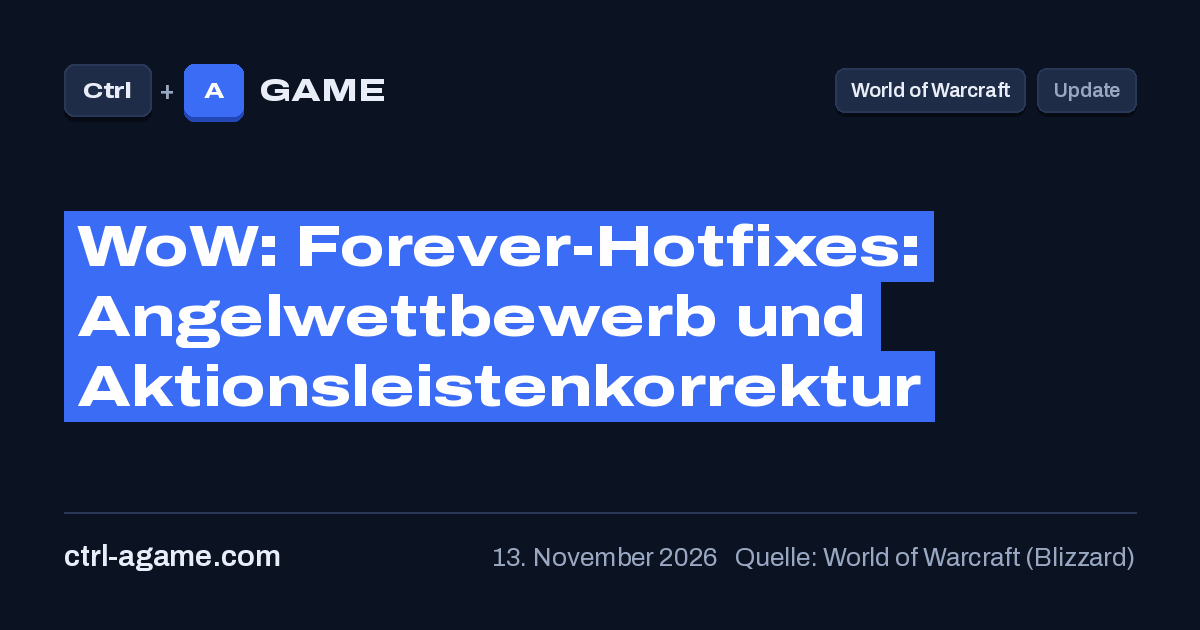 Ctrl + A GAME
World of Warcraft Update
WoW: Forever-Hotfixes:
Angelwettbewerb und
Aktionsleistenkorrektur
ctrl-agame.com
13. November 2026 Quelle: World of Warcraft (Blizzard)